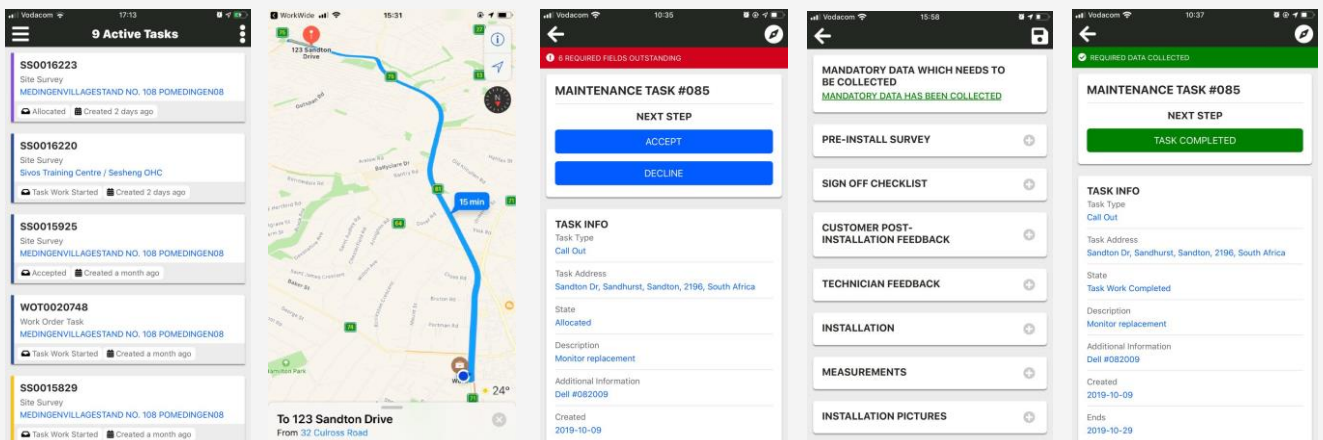 Vodacom 17:13
9 Active Tasks
SS0016223
Site Survey
MEDINGENVILLAGESTAND NO. 108 POMEDINGEN08
Allocated Created 2 days ago
SS0016220
Site Survey
Sivos Training Centre / Sesheng OHC
Task Work Started Created 2 days ago
SS0015925
Site Survey
MEDINGENVILLAGESTAND NO. 108 POMEDINGEN08
Accepted Created a month ago
WOT0020748
Work Order Task
MEDINGENVILLAGESTAND NO. 108 POMEDINGEN08
Task Work Started Created a month ago
SS0015829
Site Survey
MEDINGENVILLAGESTAND NO. 108 POMEDINGEN08
Task Work Started Created a month ago
WorkWide 15:31
123 Sandton
Drive
N
Ballyclare Dr
81
15 min
64
Bruton Rd
74
24°
To 123 Sandton Drive
From 32 Culross Road
Vodacom 10:35
6 REQUIRED FIELDS OUTSTANDING
MAINTENANCE TASK #085
NEXT STEP
ACCEPT
DECLINE
TASK INFO
Task Type
Call Out
Task Address
Sandton Dr, Sandhurst, Sandton, 2196, South Africa
State
Allocated
Description
Monitor replacement
Additional Information
Dell #082009
Created
2019-10-09
Vodacom 15:58
MANDATORY DATA WHICH NEEDS TO
BE COLLECTED
MANDATORY DATA HAS BEEN COLLECTED
PRE-INSTALL SURVEY
SIGN OFF CHECKLIST
CUSTOMER POST-
INSTALLATION FEEDBACK
TECHNICIAN FEEDBACK
INSTALLATION
MEASUREMENTS
INSTALLATION PICTURES
Vodacom 10:37
REQUIRED DATA COLLECTED
MAINTENANCE TASK #085
NEXT STEP
TASK COMPLETED
TASK INFO
Task Type
Call Out
Task Address
Sandton Dr, Sandhurst, Sandton, 2196, South Africa
State
Task Work Completed
Description
Monitor replacement
Additional Information
Dell #082009
Created
2019-10-09
Ends
2019-10-29